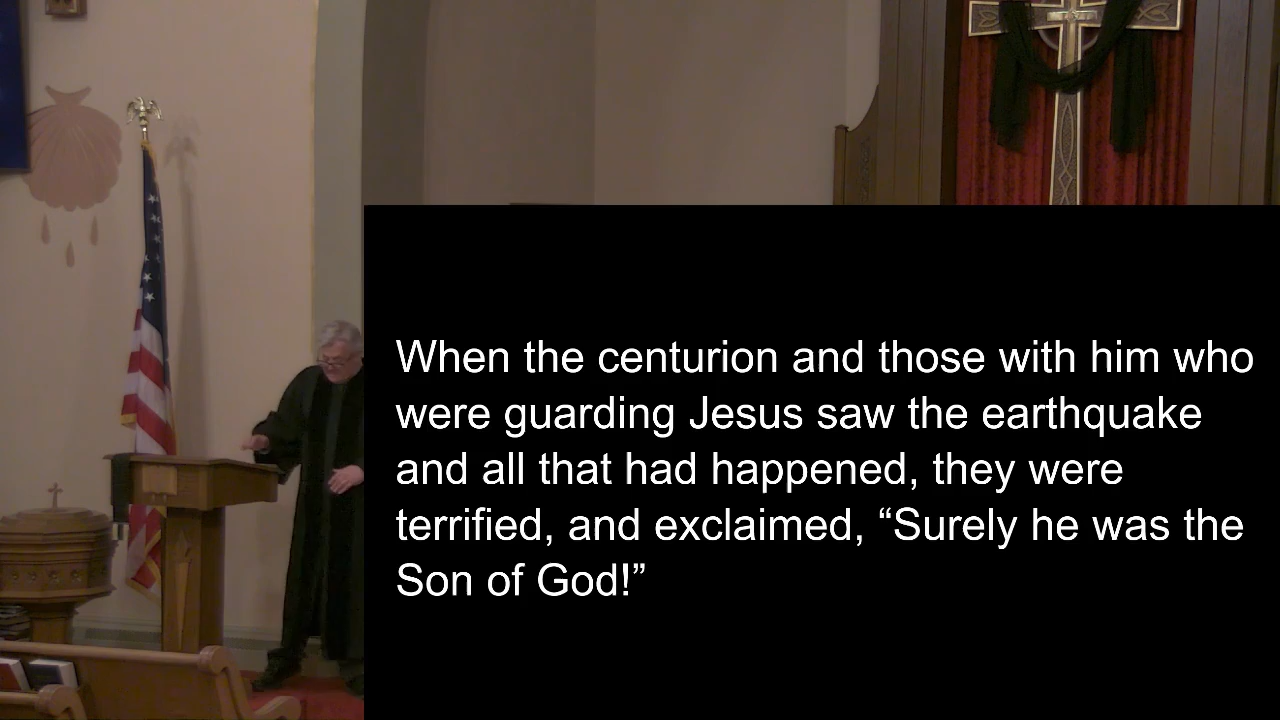 When the centurion and those with him who
were guarding Jesus saw the earthquake
and all that had happened, they were
terrified, and exclaimed, “Surely he was the
Son of God!”